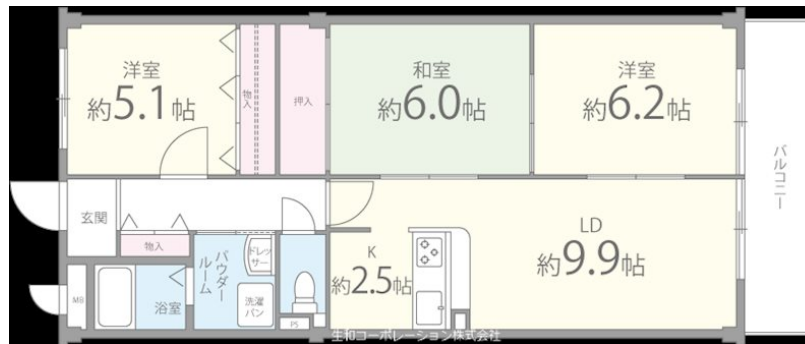 洋室
約5.1帖
物入
押入
和室
約6.0帖
洋室
約6.2帖
バルコニー
玄関
物入
MB
浴室
パウダー
ルーム
ドレッ
サー
洗濯
パン
PS
K
約2.5帖
LD
約9.9帖
生和コーポレーション株式会社